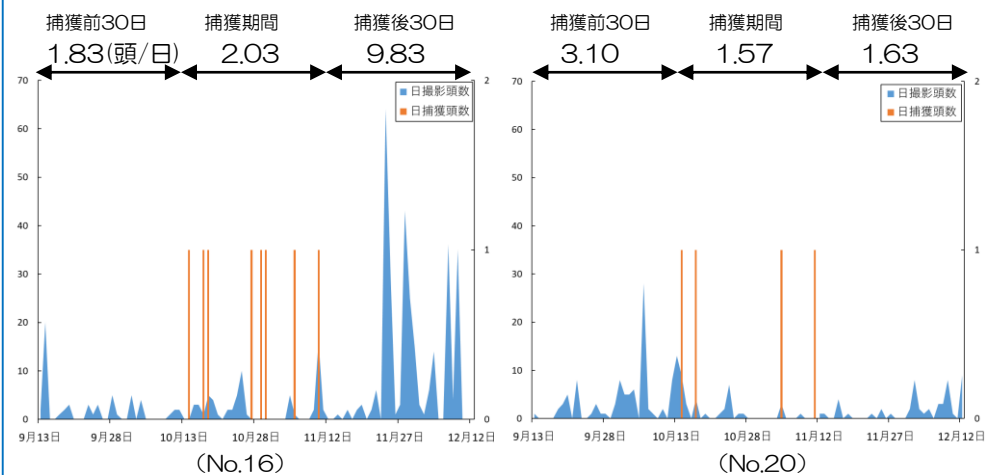 捕獲前30日 捕獲期間 捕獲後30日
1.83(頭/日) 2.03 9.83
70
60
50
40
30
20
10
0
2
1
0
日撮影頭数
日捕獲頭数
9月13日 9月28日 10月13日 10月28日 11月12日 11月27日 12月12日
(No.16)
捕獲前30日 捕獲期間 捕獲後30日
3.10 1.57 1.63
70
60
50
40
30
20
10
0
2
1
0
日撮影頭数
日捕獲頭数
9月13日 9月28日 10月13日 10月28日 11月12日 11月27日 12月12日
(No.20)